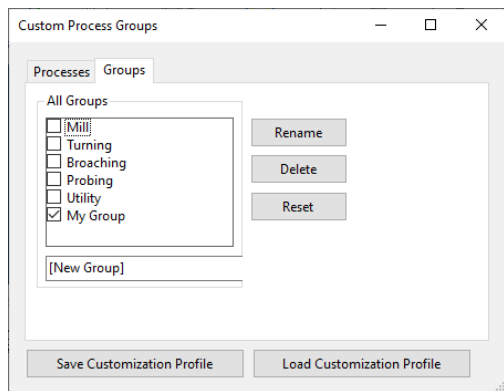 Custom Process Groups
Processes
Groups
All Groups
Mill
Turning
Broaching
Probing
Utility
My Group
[New Group]
Rename
Delete
Reset
Save Customization Profile
Load Customization Profile